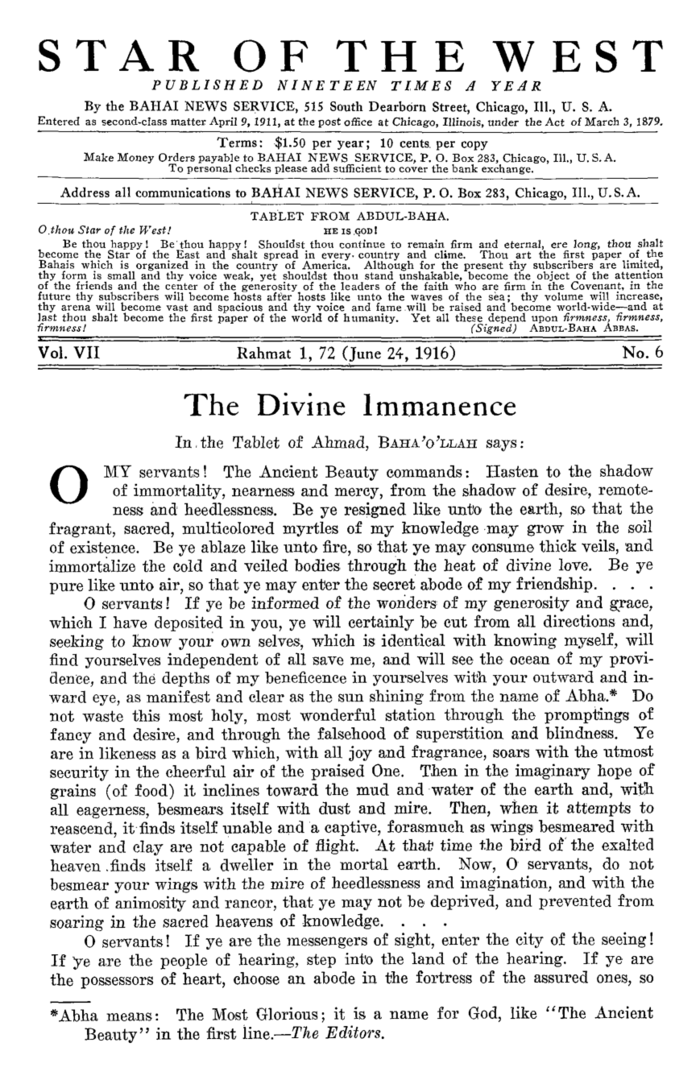 STAR OF THE WEST
PUBLISHED NINETEEN TIMES A YEAR
By the BAHAI NEWS SERVICE, 515 South Dearborn Street, Chicago, Ill., U. S. A.
Entered as second-class matter April 9, 1911, at the post office at Chicago, Illinois, under the Act of March 3, 1879.
Terms: $1.50 per year; 10 cents per copy
Make Money Orders payable to BAHAI NEWS SERVICE, P. O. Box 283, Chicago, Ill., U. S. A.
To personal checks please add sufficient to cover the bank exchange.
Address all communications to BAHAI NEWS SERVICE, P. O. Box 283, Chicago, Ill., U. S. A.
TABLET FROM ABDUL-BAHA.
O thou Star of the West! HE IS GOD!
Be thou happy! Be thou happy! Shouldst thou continue to remain firm and eternal, ere long, thou shalt
become the Star of the East and shalt spread in every country and clime. Thou art the first paper of the
Bahais which is organized in the country of America. Although for the present thy subscribers are limited,
thy form is small and thy voice weak, yet shouldst thou stand unshakable, become the object of the attention
of the friends and the center of the generosity of the leaders of the faith who are firm in the Covenant, in the
future thy subscribers will become hosts after hosts like unto the waves of the sea; thy volume will increase,
thy arena will become vast and spacious and thy voice and fame will be raised and become world-wide—and at
last thou shalt become the first paper of the world of humanity. Yet all these depend upon firmness, firmness,
firmness! (Signed) ABDUL-BAHA ABBAS.
Vol. VII Rahmat 1, 72 (June 24, 1916) No. 6
The Divine Immanence
In the Tablet of Ahmad, BAHA'O'LLAH says:
O MY servants! The Ancient Beauty commands: Hasten to the shadow
of immortality, nearness and mercy, from the shadow of desire, remote-
ness and heedlessness. Be ye resigned like unto the earth, so that the
fragrant, sacred, multicolored myrtles of my knowledge may grow in the soil
of existence. Be ye ablaze like unto fire, so that ye may consume thick veils, and
immortalize the cold and veiled bodies through the heat of divine love. Be ye
pure like unto air, so that ye may enter the secret abode of my friendship. . . .
O servants! If ye be informed of the wonders of my generosity and grace,
which I have deposited in you, ye will certainly be cut from all directions and,
seeking to know your own selves, which is identical with knowing myself, will
find yourselves independent of all save me, and will see the ocean of my provi-
dence, and the depths of my beneficence in yourselves with your outward and in-
ward eye, as manifest and clear as the sun shining from the name of Abha.* Do
not waste this most holy, most wonderful station through the promptings of
fancy and desire, and through the falsehood of superstition and blindness. Ye
are in likeness as a bird which, with all joy and fragrance, soars with the utmost
security in the cheerful air of the praised One. Then in the imaginary hope of
grains (of food) it inclines toward the mud and water of the earth and, with
all eagerness, besmears itself with dust and mire. Then, when it attempts to
reascend, it finds itself unable and a captive, forasmuch as wings besmeared with
water and clay are not capable of flight. At that time the bird of the exalted
heaven finds itself a dweller in the mortal earth. Now, O servants, do not
besmear your wings with the mire of heedlessness and imagination, and with the
earth of animosity and rancor, that ye may not be deprived, and prevented from
soaring in the sacred heavens of knowledge. . . .
O servants! If ye are the messengers of sight, enter the city of the seeing!
If ye are the people of hearing, step into the land of the hearing. If ye are
the possessors of heart, choose an abode in the fortress of the assured ones, so
*Abha means: The Most Glorious; it is a name for God, like "The Ancient
Beauty" in the first line.—The Editors.